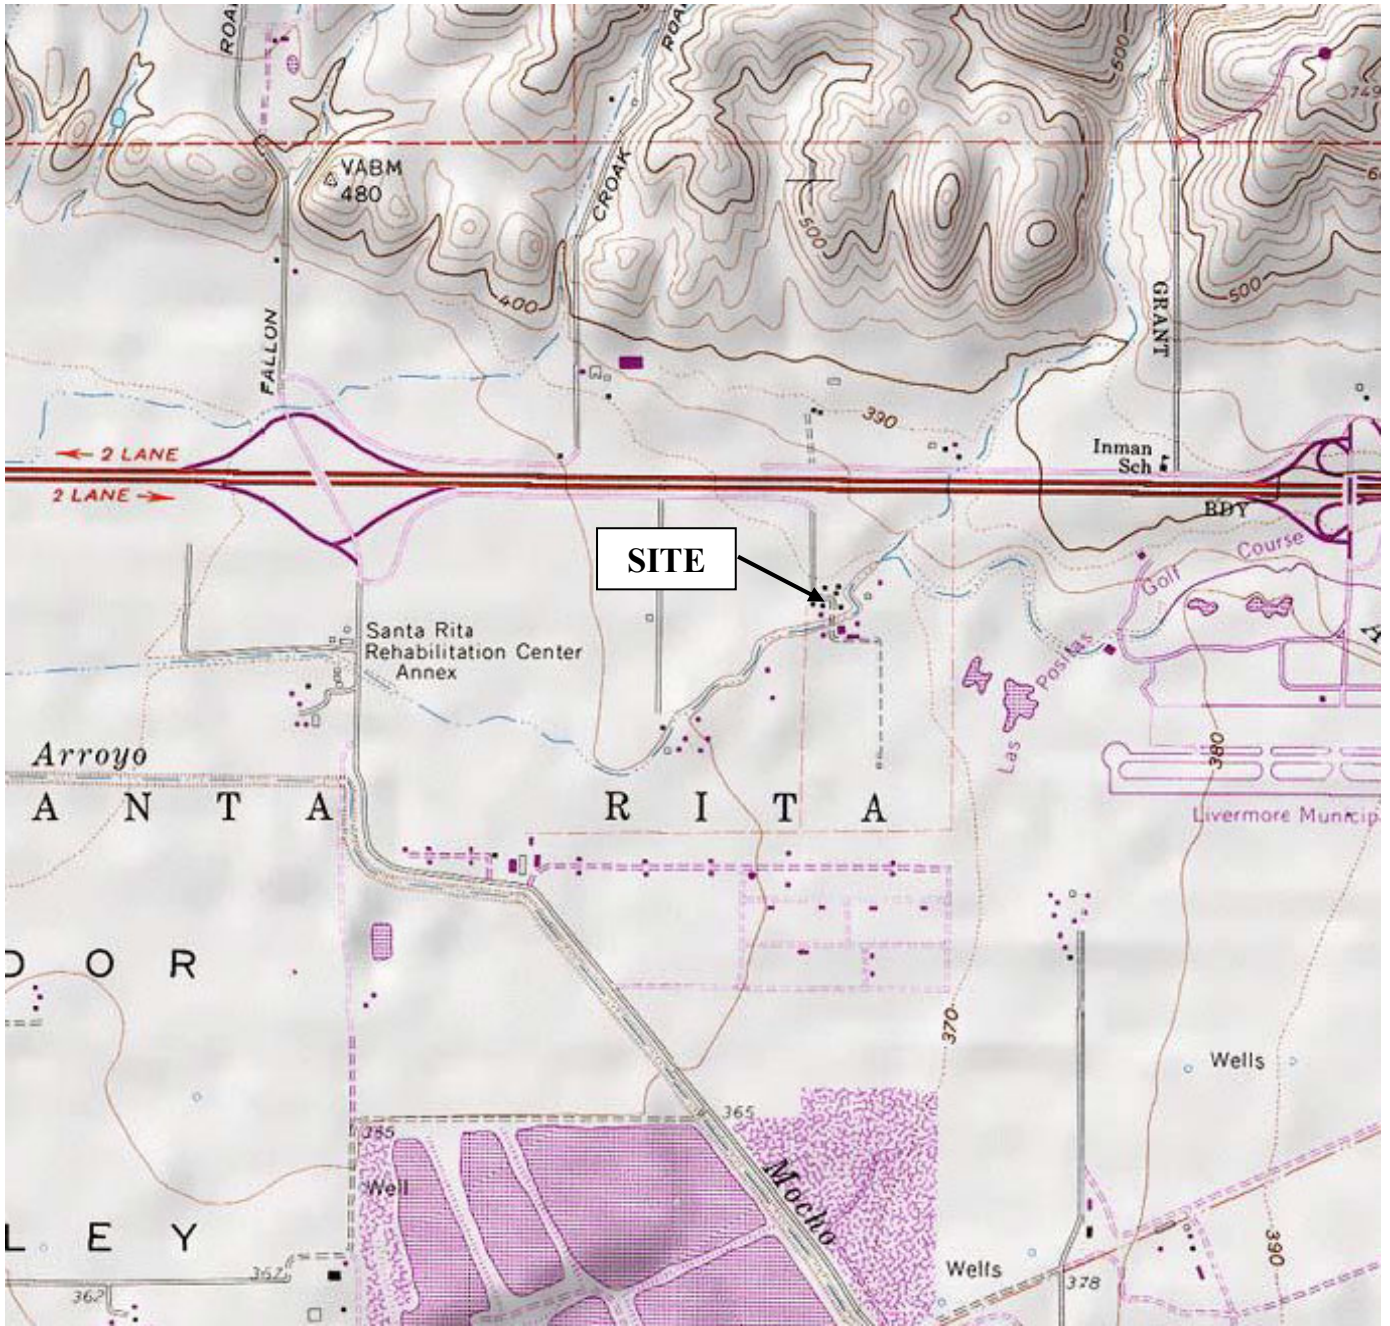 ROAD
ROAD
500
749
VABM
480
CROAK
500
400
500
FALLON
GRANT
390
2 LANE
Inman
Sch
2 LANE
BDY
SITE
Golf Course
Santa Rita
Rehabilitation Center
Annex
Las Positas
380
Arroyo
ANTA RITA
A
Livermore Municip
DOR
370
Wells
365
355
Well
Mocho
LEY
390
367
Wells
378
362